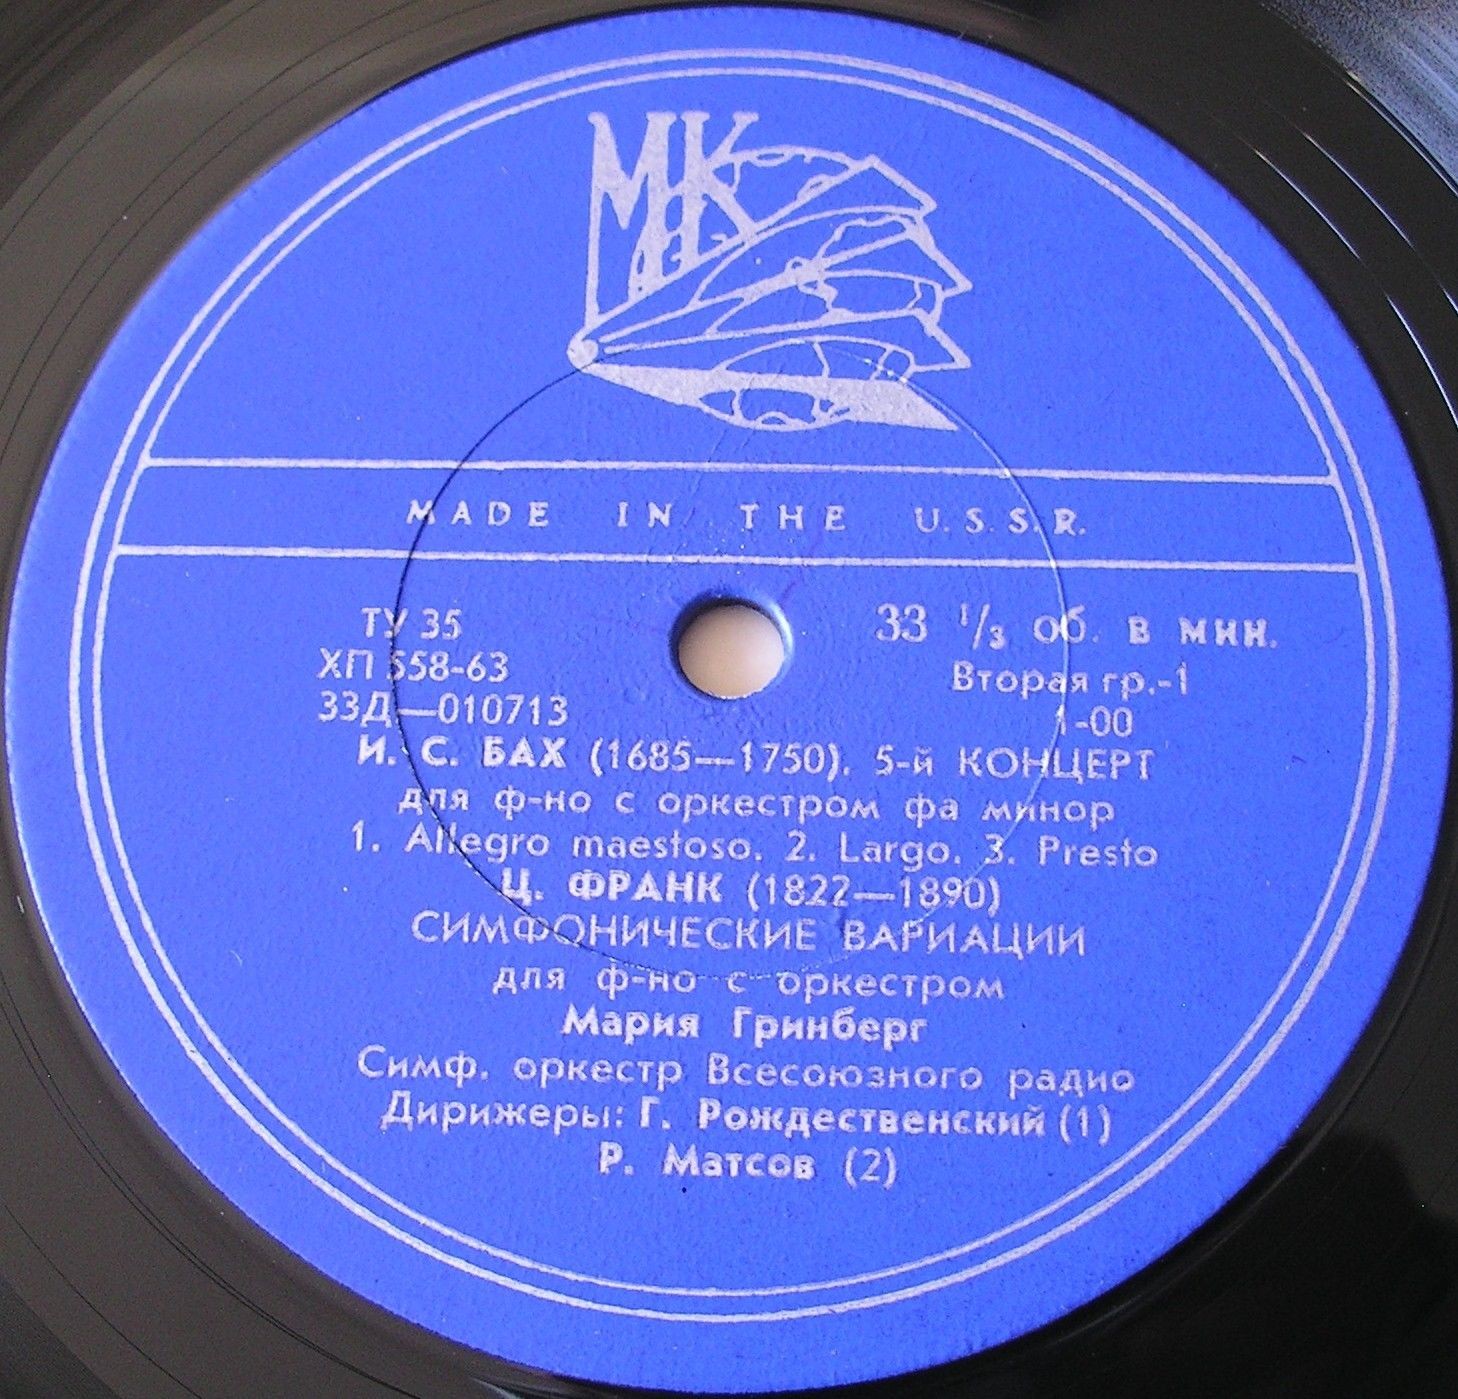 МК
MADE IN THE U.S.S.R.
ТУ 35
33 1/3 об. в мин.
ХП 558-63
Вторая гр.-1
33Д—010713
1-00
И. С. БАХ (1685—1750). 5-й КОНЦЕРТ
для ф-но с оркестром фа минор
1. Allegro maestoso. 2. Largo. 3. Presto
Ц. ФРАНК (1822—1890)
СИМФОНИЧЕСКИЕ ВАРИАЦИИ
для ф-но с оркестром
Мария Гринберг
Симф. оркестр Всесоюзного радио
Дирижеры: Г. Рождественский (1)
Р. Матсов (2)